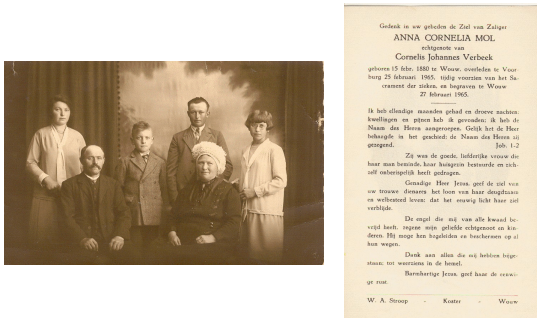 Gedenk in uw gebeden de Ziel van Zaliger
ANNA CORNELIA MOL
echtgenote van
Cornelis Johannes Verbeek
geboren 15 febr. 1880 te Wouw, overleden te Voor-
burg 25 februari 1965, tijdig voorzien van het Sa-
crament der zieken, en begraven te Wouw
27 februari 1965.
Ik heb ellendige maanden gehad en droeve nachten;
kwellingen en pijnen heb ik gevonden; ik heb de
Naam des Heren aangeroepen. Gelijk het de Heer
behaagde is het geschied; de Naam des Heren zij
gezegend. Job. 1-2
Zij was de goede, liefderijke vrouw die
haar man beminde, haar huisgezin bestuurde en zich-
zelf onberispelijk heeft gedragen.
Genadige Heer Jezus, geef de ziel van
uw trouwe dienares het loon van haar deugdzaam
en welbesteed leven; dat het eeuwig licht haar ziel
verblijde.
De engel die mij van alle kwaad be-
vrijd heeft, zegene mijn geliefde echtgenoot en kin-
deren. Hij moge hen begeleiden en beschermen op al
hun wegen.
Dank aan allen die mij hebben bijge-
staan; tot weerziens in de hemel.
Barmhartige Jezus, geef haar de eeuwi-
ge rust.
W. A. Stroop - Koster - Wouw